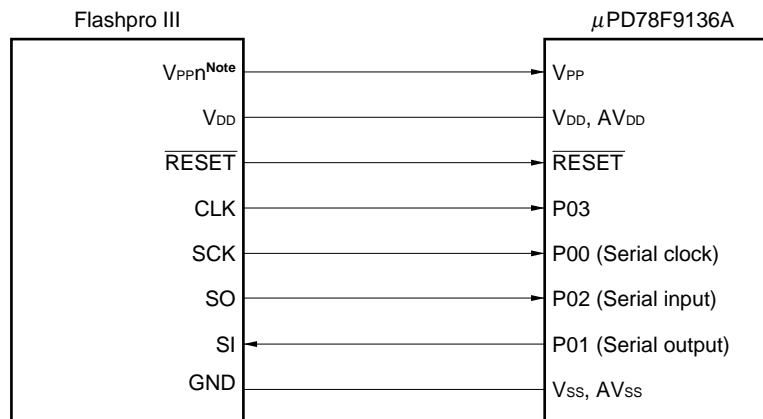 Flashpro III
μPD78F9136A
VPPnNote
VPP
VDD
VDD, AVDD
RESET
RESET
CLK
P03
SCK
P00 (Serial clock)
SO
P02 (Serial input)
SI
P01 (Serial output)
GND
VSS, AVSS